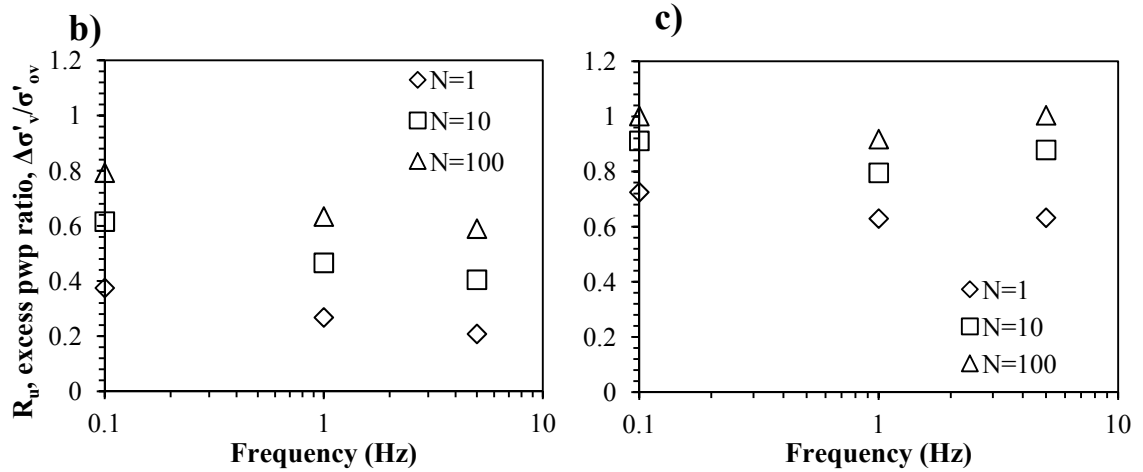 b)
R_u, excess pwp ratio, Δσ'_v/σ'_ov
1.2
1
0.8
0.6
0.4
0.2
0
0.1
1
10
Frequency (Hz)
N=1
N=10
N=100
c)
1.2
1
0.8
0.6
0.4
0.2
0
0.1
1
10
Frequency (Hz)
N=1
N=10
N=100